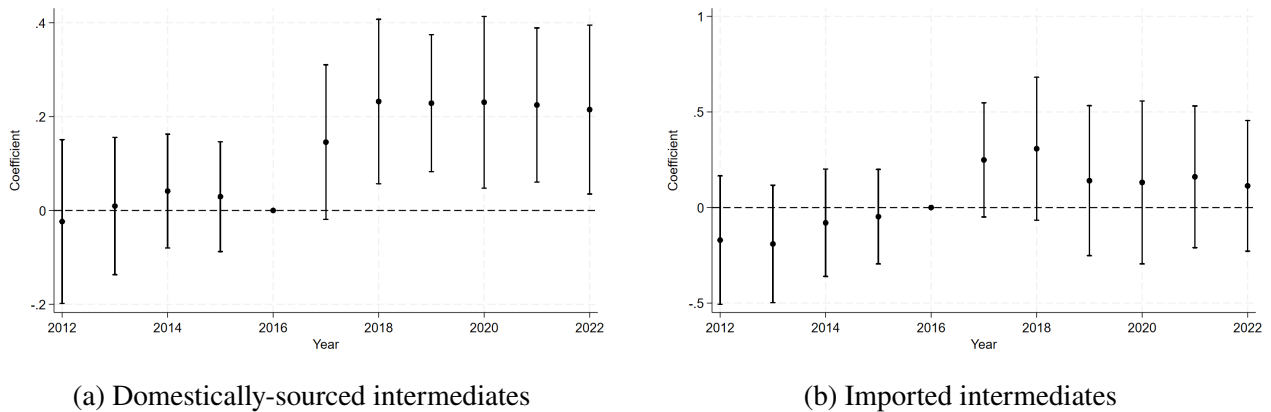 .4
.2
0
-.2
Coefficient
2012 2014 2016 2018 2020 2022
Year
(a) Domestically-sourced intermediates
1
.5
0
-.5
Coefficient
2012 2014 2016 2018 2020 2022
Year
(b) Imported intermediates